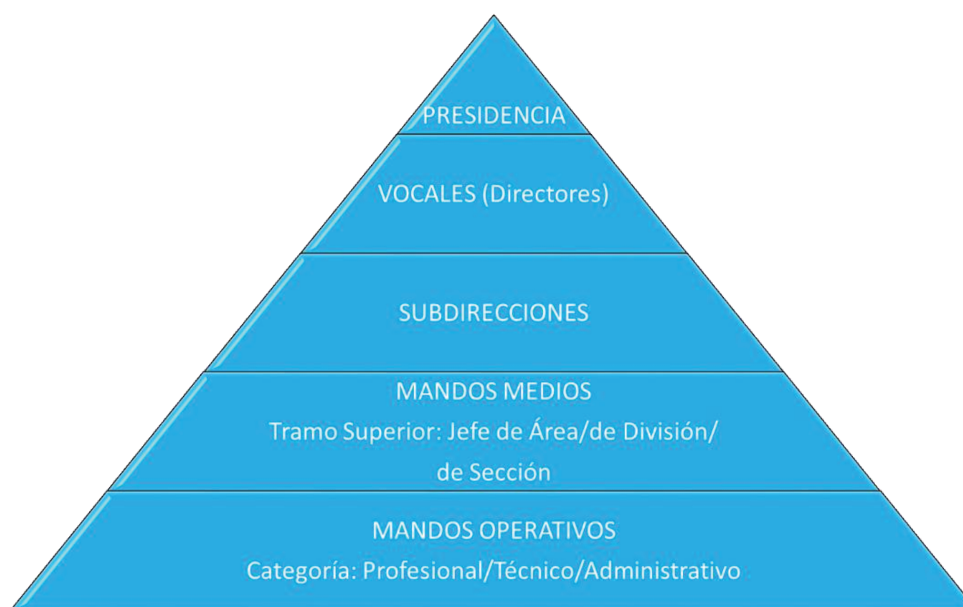 PRESIDENCIA
VOCALES (Directores)
SUBDIRECCIONES
MANDOS MEDIOS
Tramo Superior: Jefe de Área/de División/
de Sección
MANDOS OPERATIVOS
Categoría: Profesional/Técnico/Administrativo